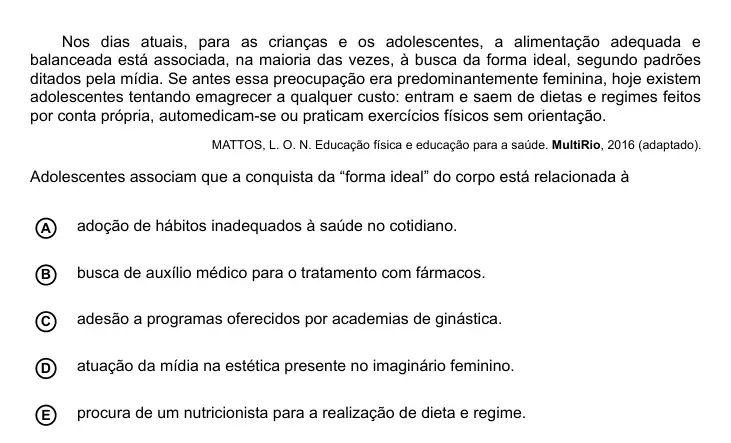 Nos dias atuais, para as crianças e os adolescentes, a alimentação adequada e
balanceada está associada, na maioria das vezes, à busca da forma ideal, segundo padrões
ditados pela mídia. Se antes essa preocupação era predominantemente feminina, hoje existem
adolescentes tentando emagrecer a qualquer custo: entram e saem de dietas e regimes feitos
por conta própria, automedicam-se ou praticam exercícios físicos sem orientação.
MATTOS, L. O. N. Educação física e educação para a saúde. MultiRio, 2016 (adaptado).
Adolescentes associam que a conquista da “forma ideal” do corpo está relacionada à
A adoção de hábitos inadequados à saúde no cotidiano.
B busca de auxílio médico para o tratamento com fármacos.
C adesão a programas oferecidos por academias de ginástica.
D atuação da mídia na estética presente no imaginário feminino.
E procura de um nutricionista para a realização de dieta e regime.